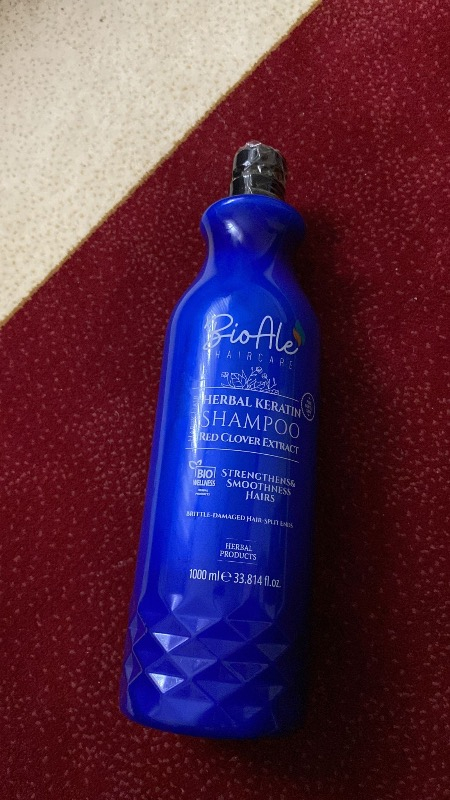 BioAle
HAIRCARE
HERBAL KERATIN
SHAMPOO
RED CLOVER EXTRACT
BIO
WELLNESS
STRENGTHENS&
SMOOTHNESS
HAIRS
BRITTLE-DAMAGED HAIR-SPLIT ENDS
HERBAL
PRODUCTS
1000 ml ℮ 33.814 fl.oz.